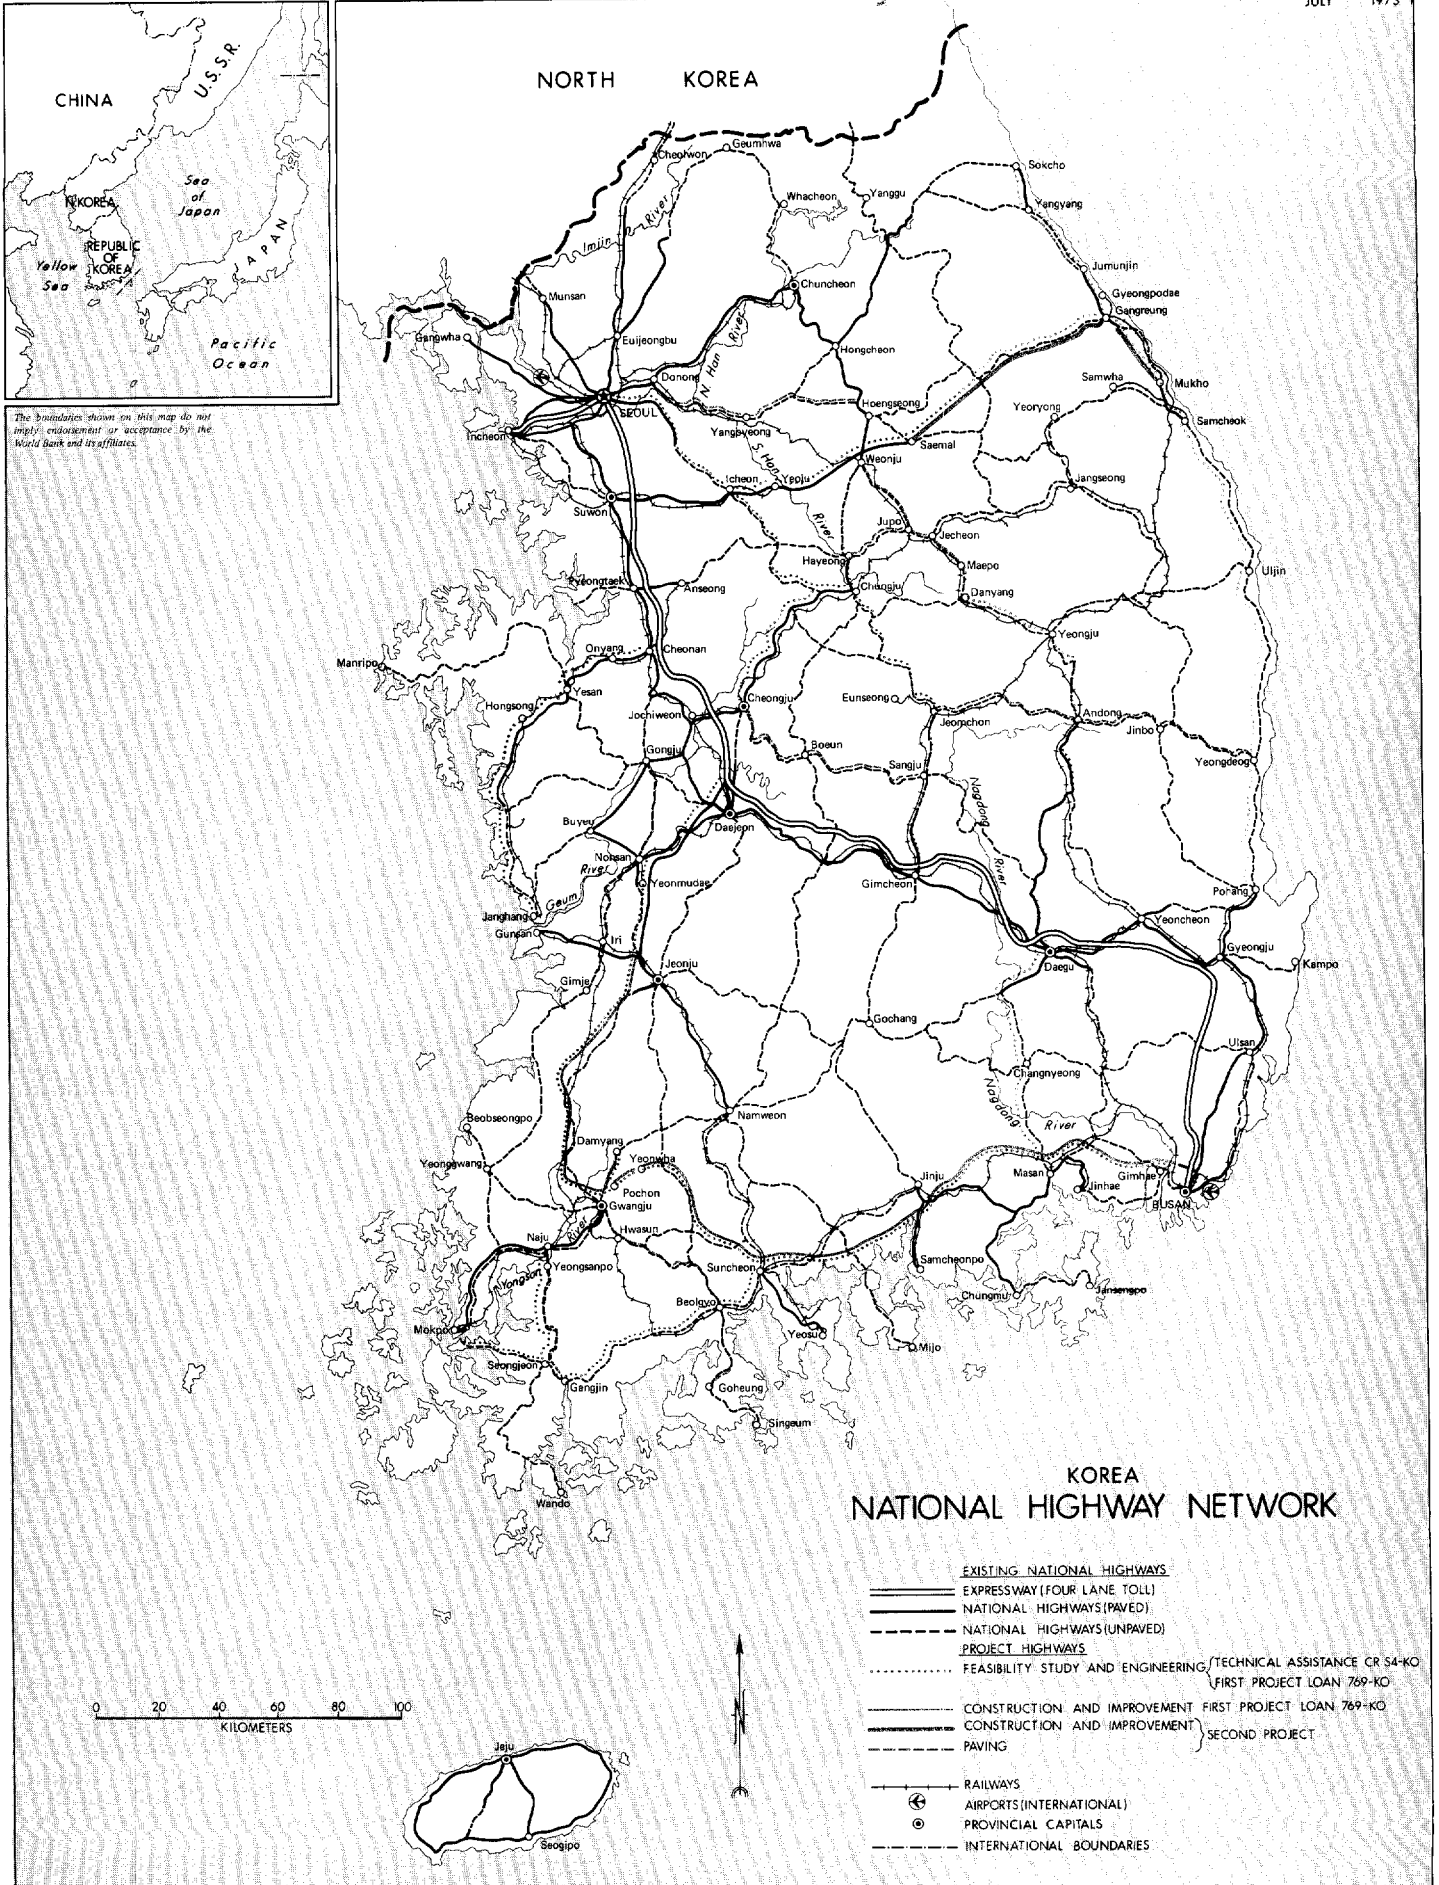 JULY 1973
CHINA
U.S.S.R.
N.KOREA
Sea
of
Japan
REPUBLIC
OF
KOREA
Yellow
Sea
JAPAN
Pacific
Ocean
The boundaries shown on this map do not
imply endorsement or acceptance by the
World Bank and its affiliates.
NORTH KOREA
Cheolwon
Geumhwa
Sokcho
Whacheon
Yanggu
Yangyang
Imjin River
Jumunjin
Munsan
Chuncheon
Gyeongpodae
Gangreung
Gangwha
Euijeongbu
N. Han River
Hongcheon
Donong
Samwha
Mukho
SEOUL
Hoengseong
Yeoryong
Samcheok
Incheon
Yangpyeong
Saemal
S. Han
River
Weonju
Icheon
Yeoju
Jangseong
Suwon
Jupo
Jecheon
Hayeong
Maepo
Uljin
Pyeongtaek
Anseong
Chungju
Danyang
Yeongju
Onyang
Cheonan
Manripo
Yesan
Cheongju
Eunseong
Hongsong
Jochiweon
Jeomchon
Andong
Jinbo
Gongju
Boeun
Sangju
Yeongdeog
Nagdong
River
Buyeu
Daejeon
Nonsan
Geum River
Yeonmudae
Gimcheon
Pohang
Janghang
Gunsan
Iri
Yeoncheon
Gyeongju
Jeonju
Daegu
Kampo
Gimje
Gochang
Ulsan
Changnyeong
Nagdong
River
Beobseongpo
Namweon
Damyang
Yeonwha
Yeongkwang
Masan
Gimhae
Jinju
Jinhae
Pochon
Gwangju
BUSAN
Hwasun
Naju
River
Yeongsanpo
Yongson
Suncheon
Samcheonpo
Chungmu
Jansengpo
Beolgyo
Mokpo
Yeosu
Mijo
Seongjeon
Gangjin
Goheung
Singeum
Wando
KOREA
NATIONAL HIGHWAY NETWORK
EXISTING NATIONAL HIGHWAYS
EXPRESSWAY (FOUR LANE TOLL)
NATIONAL HIGHWAYS (PAVED)
NATIONAL HIGHWAYS (UNPAVED)
PROJECT HIGHWAYS
FEASIBILITY STUDY AND ENGINEERING { TECHNICAL ASSISTANCE CR S4-KO
FIRST PROJECT LOAN 769-KO
CONSTRUCTION AND IMPROVEMENT FIRST PROJECT LOAN 769-KO
CONSTRUCTION AND IMPROVEMENT } SECOND PROJECT
PAVING
RAILWAYS
AIRPORTS (INTERNATIONAL)
PROVINCIAL CAPITALS
INTERNATIONAL BOUNDARIES
0 20 40 60 80 100
KILOMETERS
N
Jeju
Seogipo